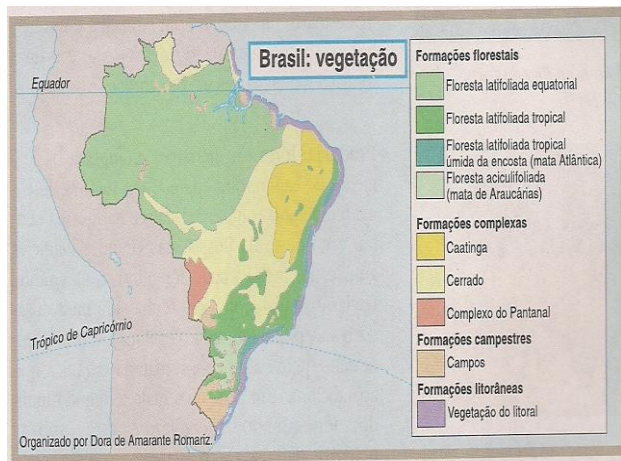 Brasil: vegetação
Equador
Trópico de Capricórnio
Organizado por Dora de Amarante Romariz.
Formações florestais
Floresta latifoliada equatorial
Floresta latifoliada tropical
Floresta latifoliada tropical
úmida da encosta (mata Atlântica)
Floresta aciculifoliada
(mata de Araucárias)
Formações complexas
Caatinga
Cerrado
Complexo do Pantanal
Formações campestres
Campos
Formações litorâneas
Vegetação do litoral